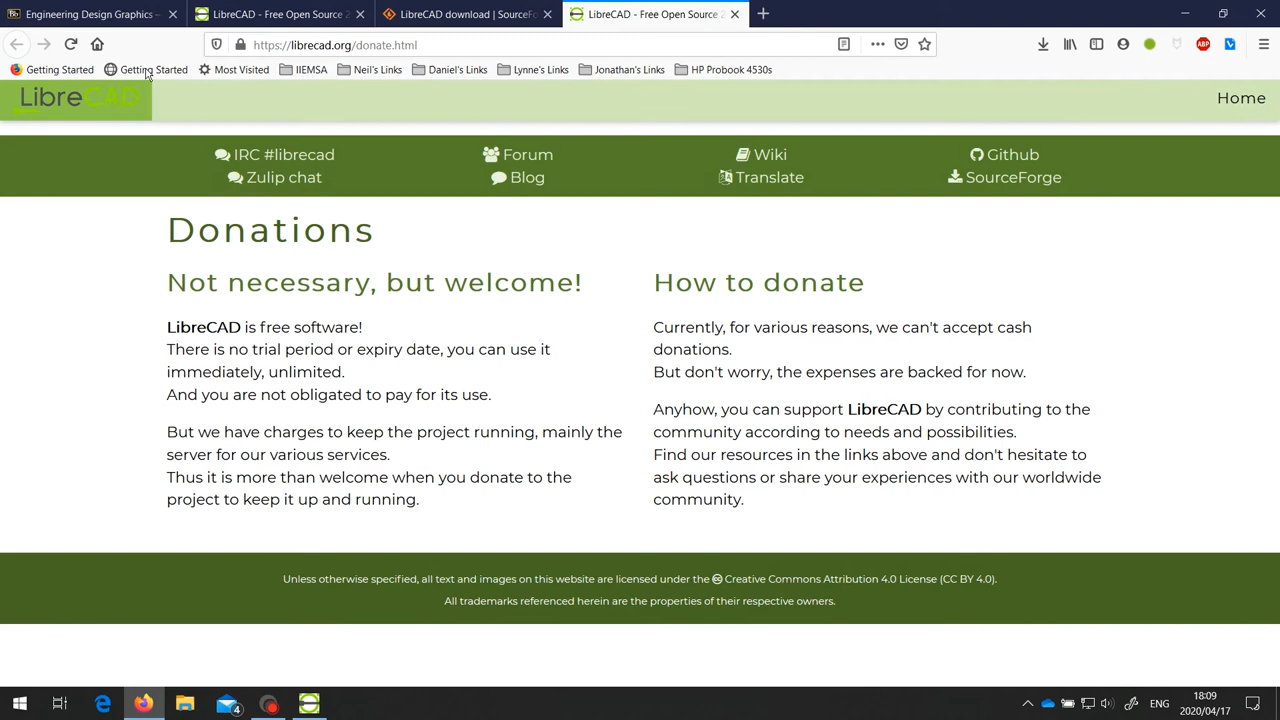 Engineering Design Graphics –
LibreCAD - Free Open Source 2
LibreCAD download | SourceFo
LibreCAD - Free Open Source 2
https://librecad.org/donate.html
ABP
Getting Started
Getting Started
Most Visited
IIEMSA
Neil's Links
Daniel's Links
Lynne's Links
Jonathan's Links
HP Probook 4530s
LibreCAD
Home
IRC #librecad
Forum
Wiki
Github
Zulip chat
Blog
Translate
SourceForge
Donations
Not necessary, but welcome!
LibreCAD is free software!
There is no trial period or expiry date, you can use it
immediately, unlimited.
And you are not obligated to pay for its use.
But we have charges to keep the project running, mainly the
server for our various services.
Thus it is more than welcome when you donate to the
project to keep it up and running.
How to donate
Currently, for various reasons, we can't accept cash
donations.
But don't worry, the expenses are backed for now.
Anyhow, you can support LibreCAD by contributing to the
community according to needs and possibilities.
Find our resources in the links above and don't hesitate to
ask questions or share your experiences with our worldwide
community.
Unless otherwise specified, all text and images on this website are licensed under the Creative Commons Attribution 4.0 License (CC BY 4.0).
All trademarks referenced herein are the properties of their respective owners.
4
ENG
18:09
2020/04/17